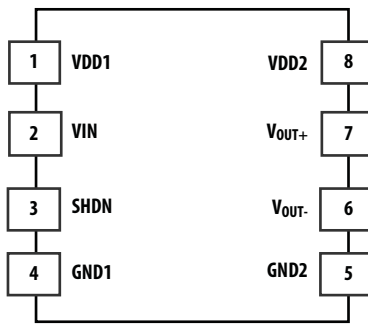 1 VDD1 VDD2 8
2 VIN VOUT+ 7
3 SHDN VOUT- 6
4 GND1 GND2 5